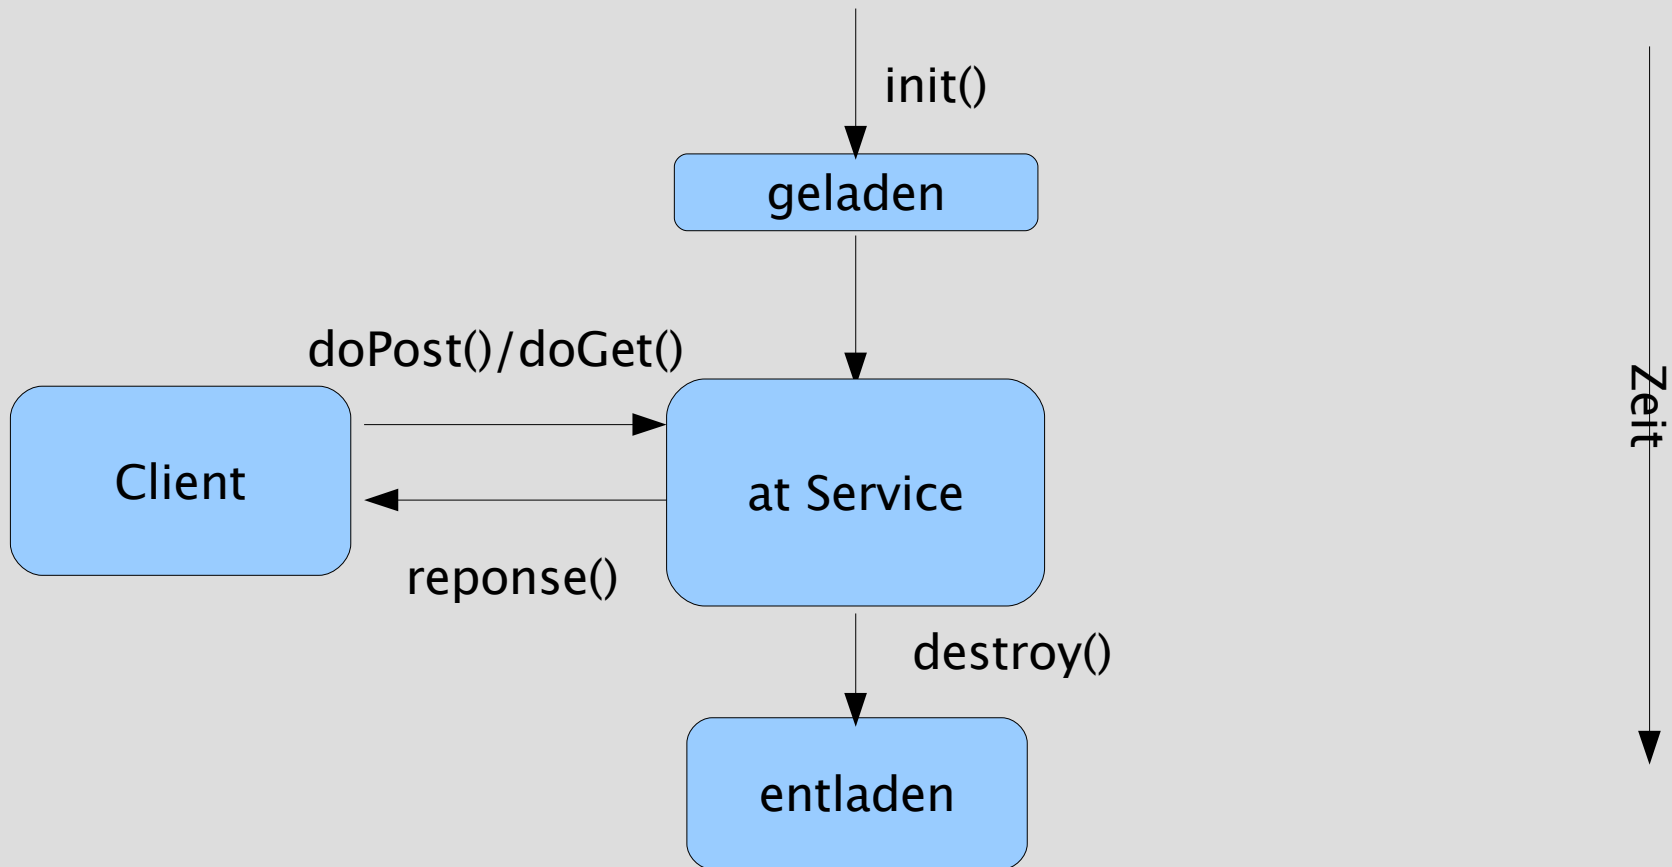 init()
geladen
doPost()/doGet()
Zeit
Client
at Service
reponse()
destroy()
entladen